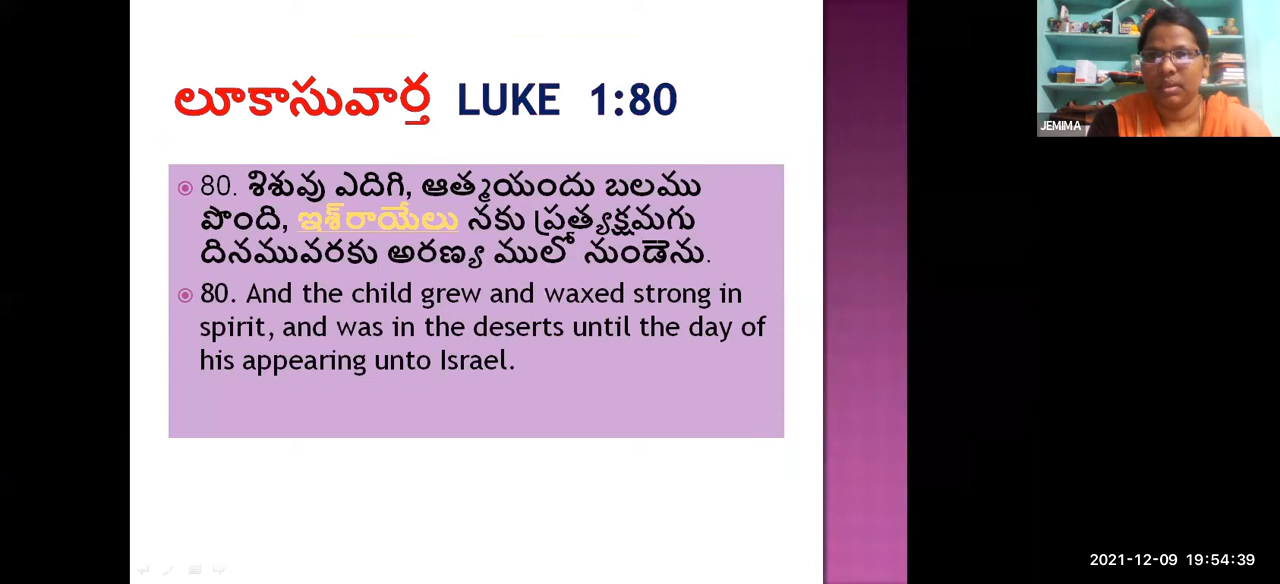 లూకాసువార్త LUKE 1:80
80. శిశువు ఎదిగి, ఆత్మయందు బలము
పొంది, ఇశ్రాయేలు నకు ప్రత్యక్షమగు
దినమువరకు అరణ్య ములో నుండెను.
80. And the child grew and waxed strong in
spirit, and was in the deserts until the day of
his appearing unto Israel.
JEMIMA
2021-12-09 19:54:39